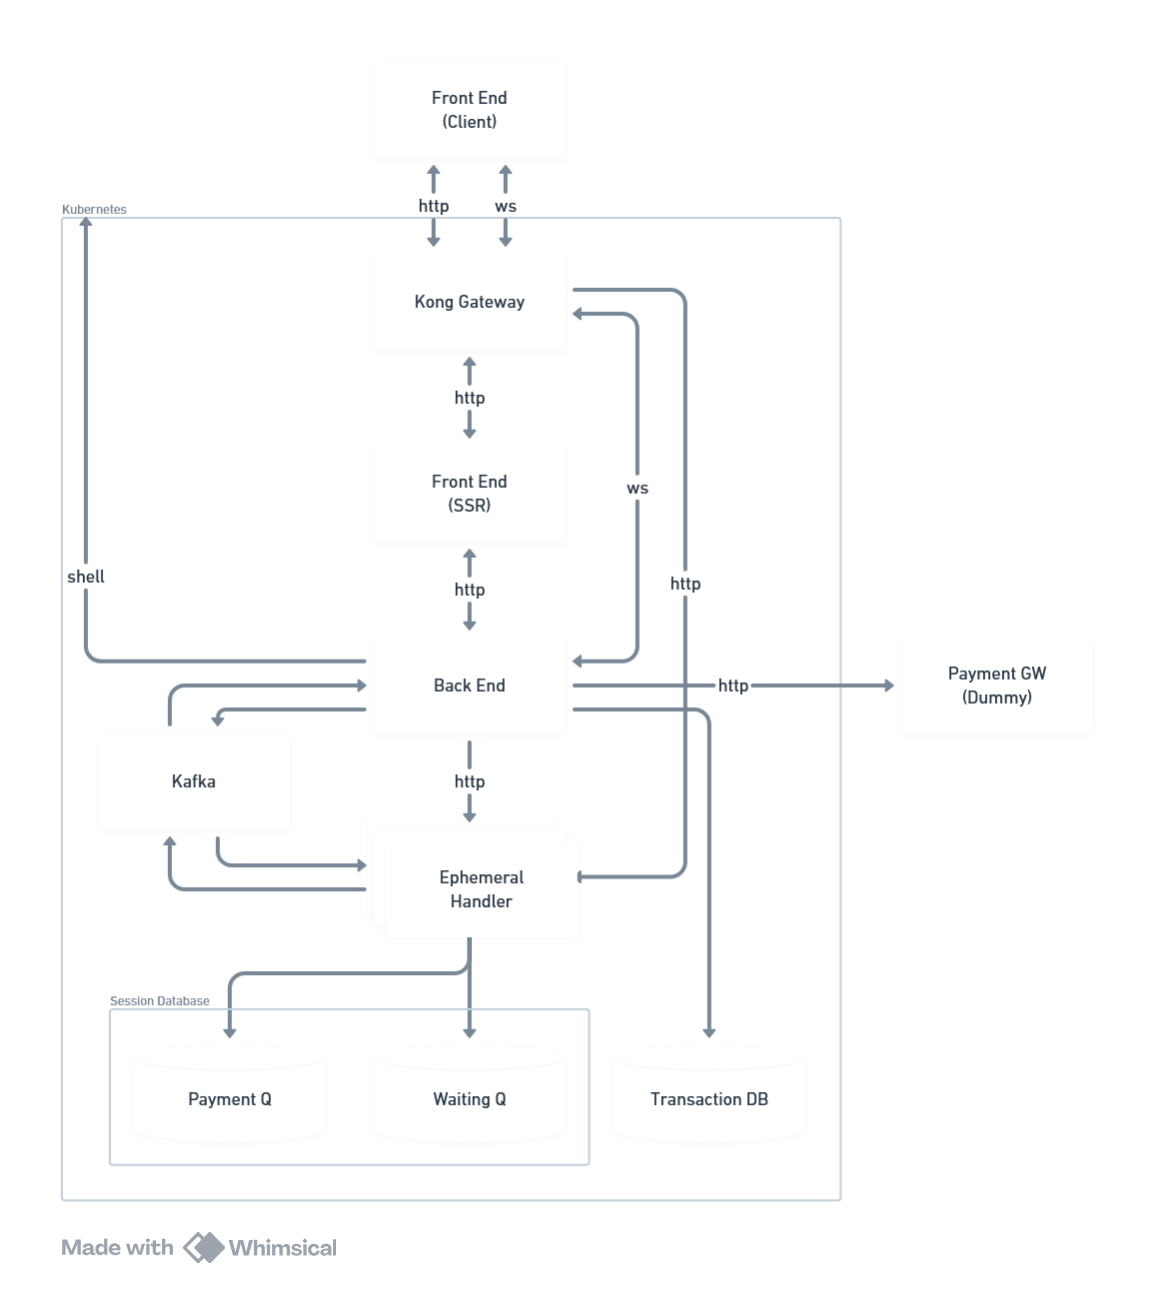 Front End
(Client)
http
ws
Kubernetes
Kong Gateway
http
Front End
(SSR)
ws
shell
http
http
Back End
http
Payment GW
(Dummy)
Kafka
http
Ephemeral
Handler
Session Database
Payment Q
Waiting Q
Transaction DB
Made with Whimsical